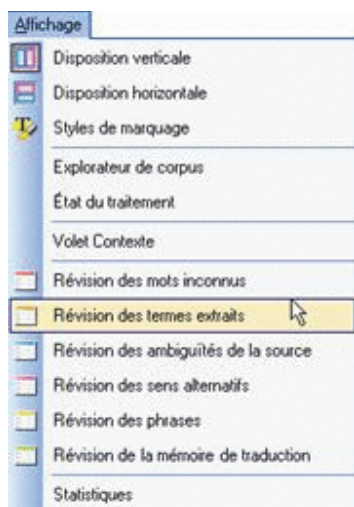 Affichage
Disposition verticale
Disposition horizontale
Styles de marquage
Explorateur de corpus
État du traitement
Volet Contexte
Révision des mots inconnus
Révision des termes extraits
Révision des ambiguïtés de la source
Révision des sens alternatifs
Révision des phrases
Révision de la mémoire de traduction
Statistiques